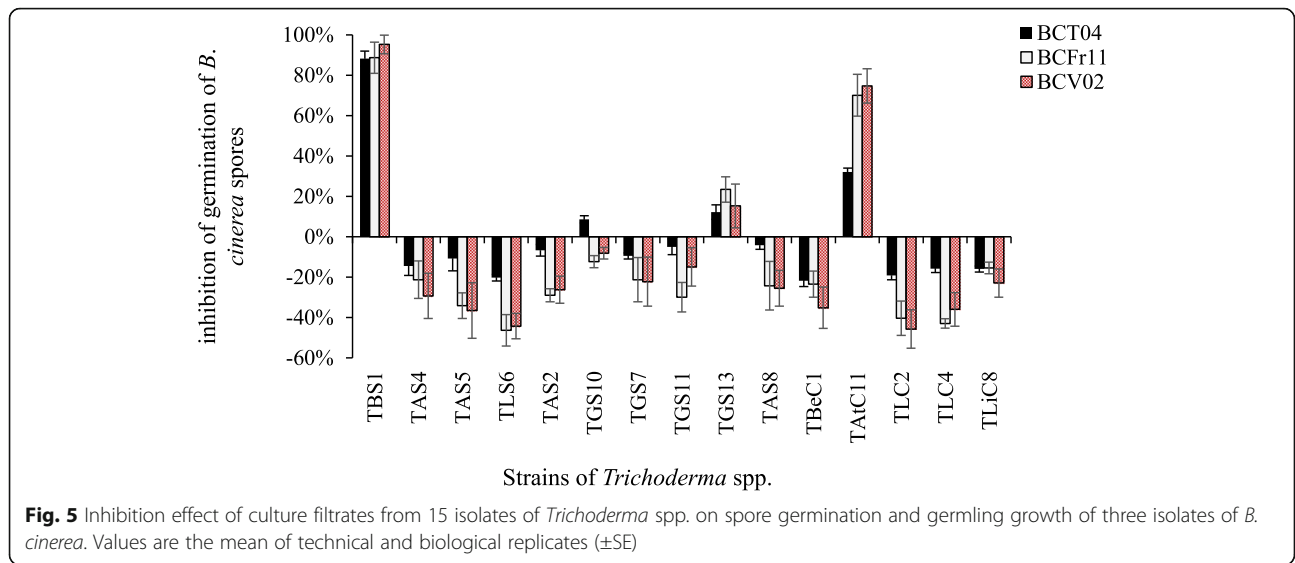 100%
80%
60%
40%
20%
0%
-20%
-40%
-60%
inhibition of germination of B.
cinerea spores
BCT04
BCFr11
BCV02
TBS1
TAS4
TAS5
TLS6
TAS2
TGS10
TGS7
TGS11
TGS13
TAS8
TBeC1
TAtC11
TLC2
TLC4
TLiC8
Strains of Trichoderma spp.
Fig. 5 Inhibition effect of culture filtrates from 15 isolates of Trichoderma spp. on spore germination and germling growth of three isolates of B.
cinerea. Values are the mean of technical and biological replicates (±SE)